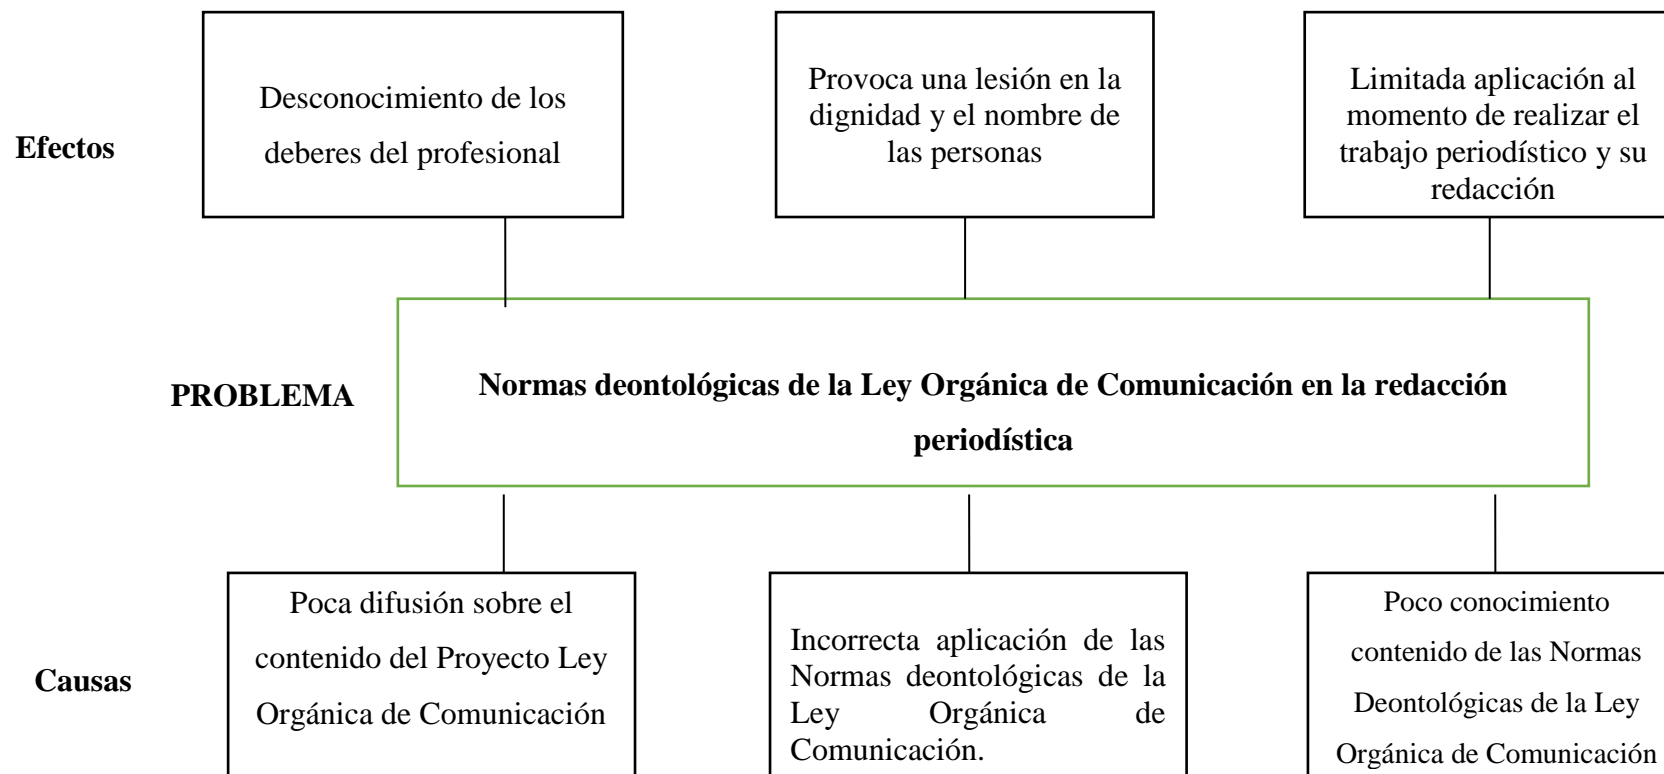 Desconocimiento de los
deberes del profesional
Provoca una lesión en la
dignidad y el nombre de
las personas
Limitada aplicación al
momento de realizar el
trabajo periodístico y su
redacción
Efectos
PROBLEMA
Normas deontológicas de la Ley Orgánica de Comunicación en la redacción
periodística
Causas
Poca difusión sobre el
contenido del Proyecto Ley
Orgánica de Comunicación
Incorrecta aplicación de las
Normas deontológicas de la
Ley Orgánica de
Comunicación.
Poco conocimiento
contenido de las Normas
Deontológicas de la Ley
Orgánica de Comunicación